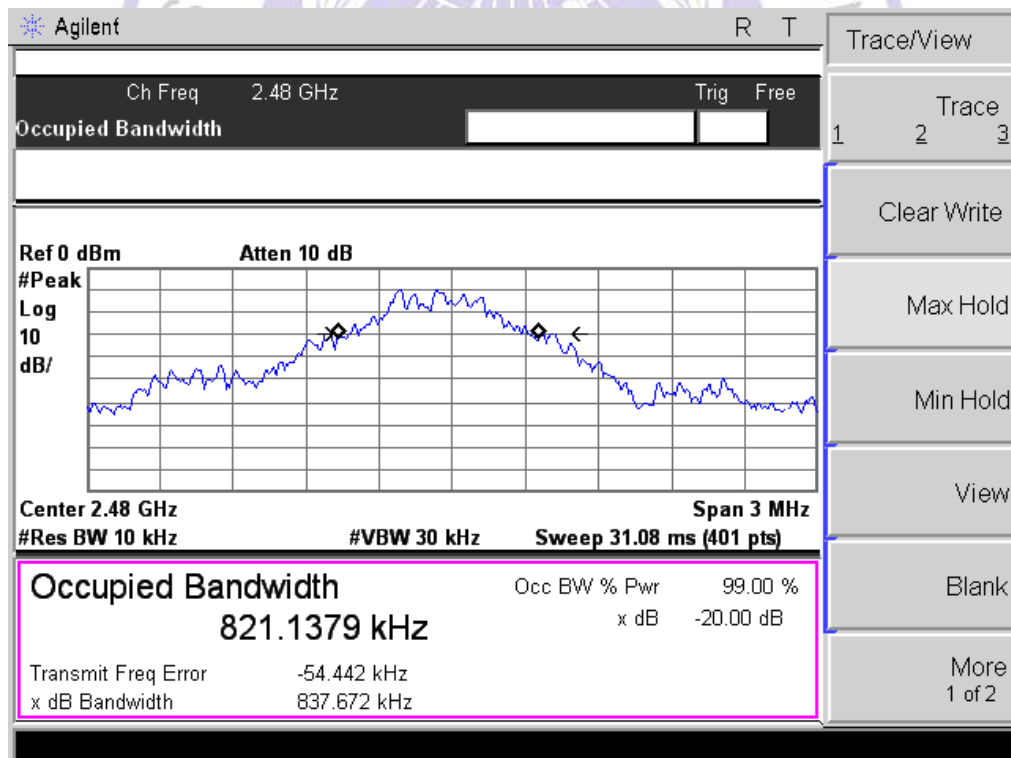 Agilent R T
Trace/View
Ch Freq 2.48 GHz Trig Free
Occupied Bandwidth
Trace
1 2 3
Clear Write
Ref 0 dBm Atten 10 dB
#Peak
Log
10
dB/
Max Hold
Min Hold
View
Center 2.48 GHz Span 3 MHz
#Res BW 10 kHz #VBW 30 kHz Sweep 31.08 ms (401 pts)
Occupied Bandwidth
821.1379 kHz
Occ BW % Pwr 99.00 %
x dB -20.00 dB
Transmit Freq Error -54.442 kHz
x dB Bandwidth 837.672 kHz
Blank
More
1 of 2